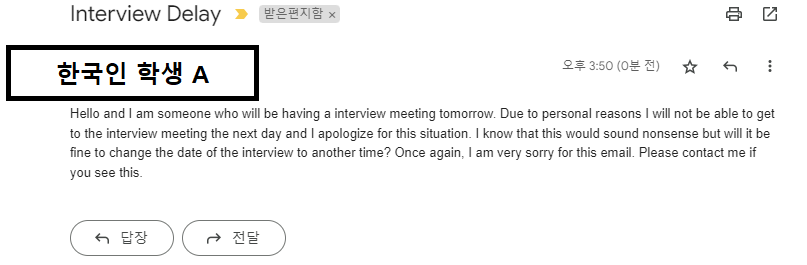 Interview Delay 받은편지함 ×
한국인 학생 A
오후 3:50 (0분 전)
Hello and I am someone who will be having a interview meeting tomorrow. Due to personal reasons I will not be able to get
to the interview meeting the next day and I apologize for this situation. I know that this would sound nonsense but will it be
fine to change the date of the interview to another time? Once again, I am very sorry for this email. Please contact me if
you see this.
답장 전달